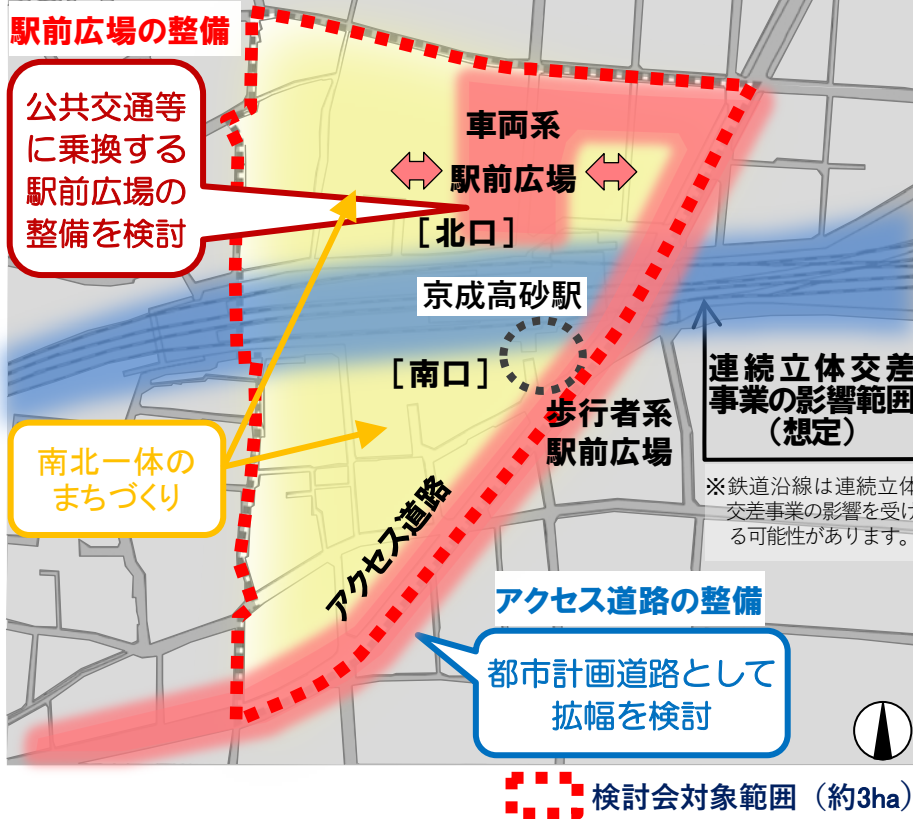 駅前広場の整備
公共交通等
に乗換する
駅前広場の
整備を検討
車両系
駅前広場
［北口］
京成高砂駅
［南口］
連続立体交差
事業の影響範囲
（想定）
歩行者系
駅前広場
南北一体の
まちづくり
※鉄道沿線は連続立体
交差事業の影響を受け
る可能性があります。
アクセス道路
アクセス道路の整備
都市計画道路として
拡幅を検討
検討会対象範囲（約3ha）